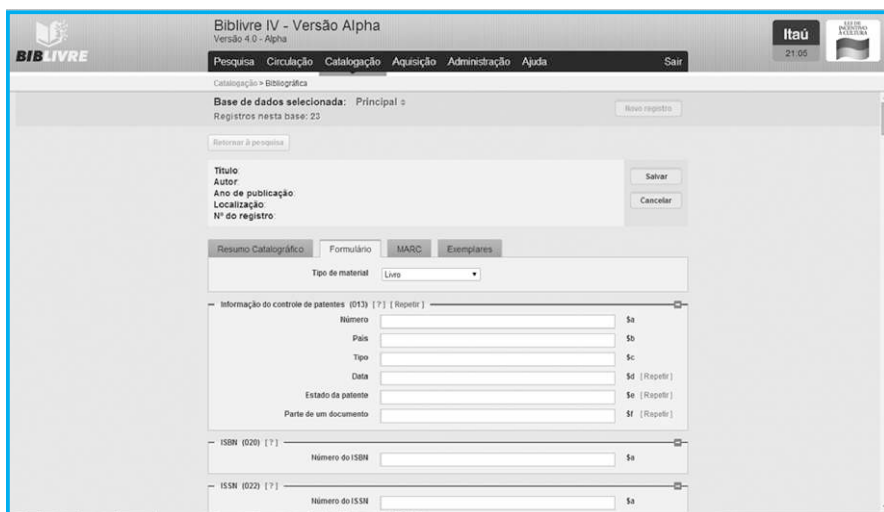 BIBLIVRE
Biblivre IV - Versão Alpha
Versão 4.0 - Alpha
Itaú
21:05
LEI DE
INCENTIVO
À CULTURA
Pesquisa Circulação Catalogação Aquisição Administração Ajuda Sair
Catalogação > Bibliográfica
Base de dados selecionada: Principal
Registros nesta base: 23
Novo registro
Retornar à pesquisa
Título:
Autor:
Ano de publicação:
Localização:
Nº do registro:
Salvar
Cancelar
Resumo Catalográfico Formulário MARC Exemplares
Tipo de material Livro
Informação do controle de patentes (013) [?] [Repetir]
Número $a
País $b
Tipo $c
Data $d [Repetir]
Estado da patente $e [Repetir]
Parte de um documento $f [Repetir]
ISBN (020) [?]
Número do ISBN $a
ISSN (022) [?]
Número do ISSN $a